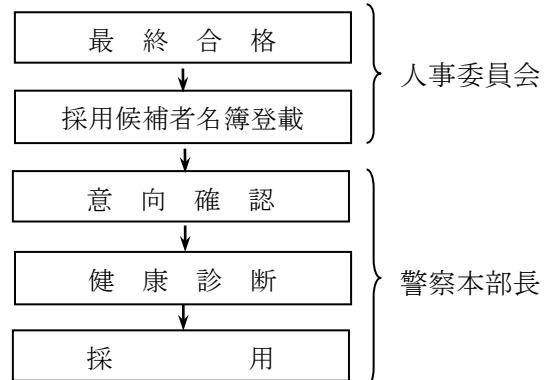 最終合格
採用候補者名簿登載
人事委員会
意向確認
健康診断
採用
警察本部長